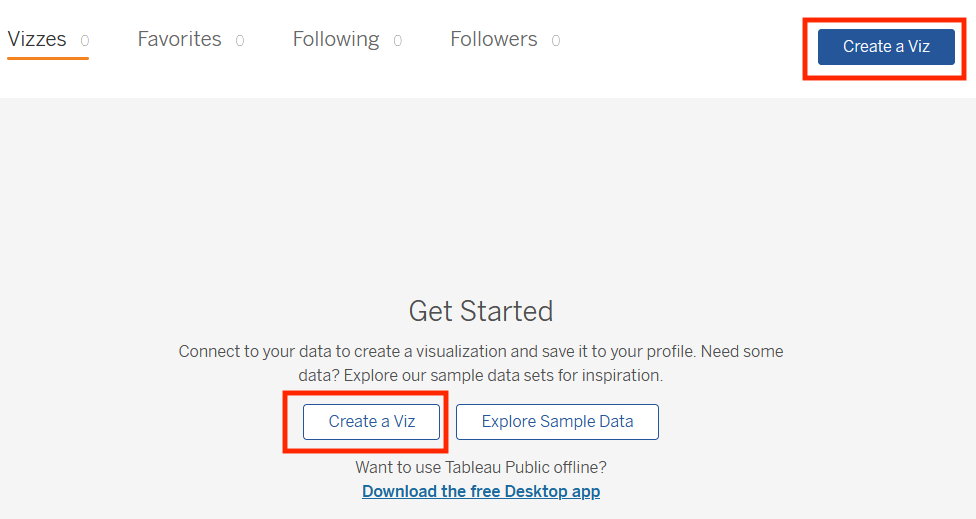 Vizzes 0 Favorites 0 Following 0 Followers 0 Create a Viz
Get Started
Connect to your data to create a visualization and save it to your profile. Need some
data? Explore our sample data sets for inspiration.
Create a Viz Explore Sample Data
Want to use Tableau Public offline?
Download the free Desktop app